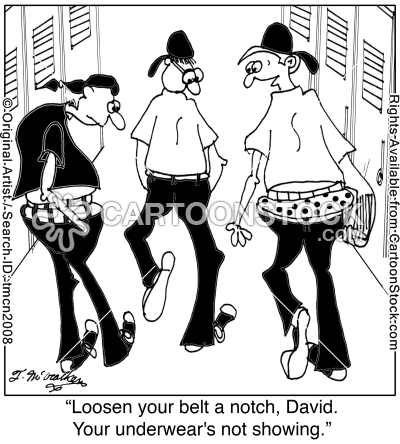 ©Original Artist / Search ID: tmcn2008
Rights Available from CartoonStock.com
CARTOONSTOCK
.com
"Loosen your belt a notch, David.
Your underwear's not showing."